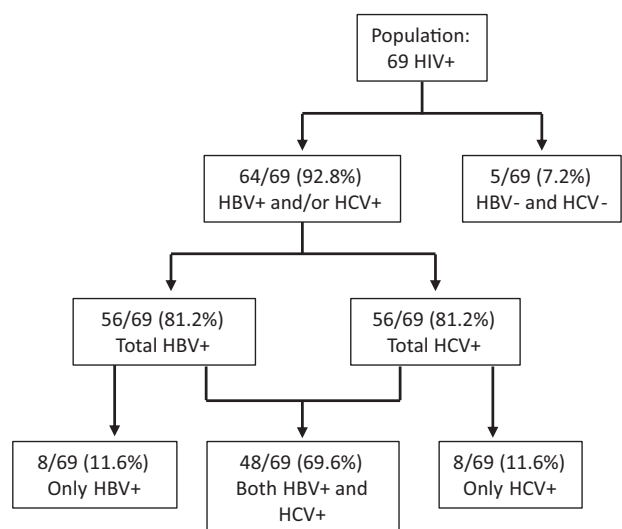 Population:
69 HIV+
64/69 (92.8%)
HBV+ and/or HCV+
5/69 (7.2%)
HBV- and HCV-
56/69 (81.2%)
Total HBV+
56/69 (81.2%)
Total HCV+
8/69 (11.6%)
Only HBV+
48/69 (69.6%)
Both HBV+ and
HCV+
8/69 (11.6%)
Only HCV+